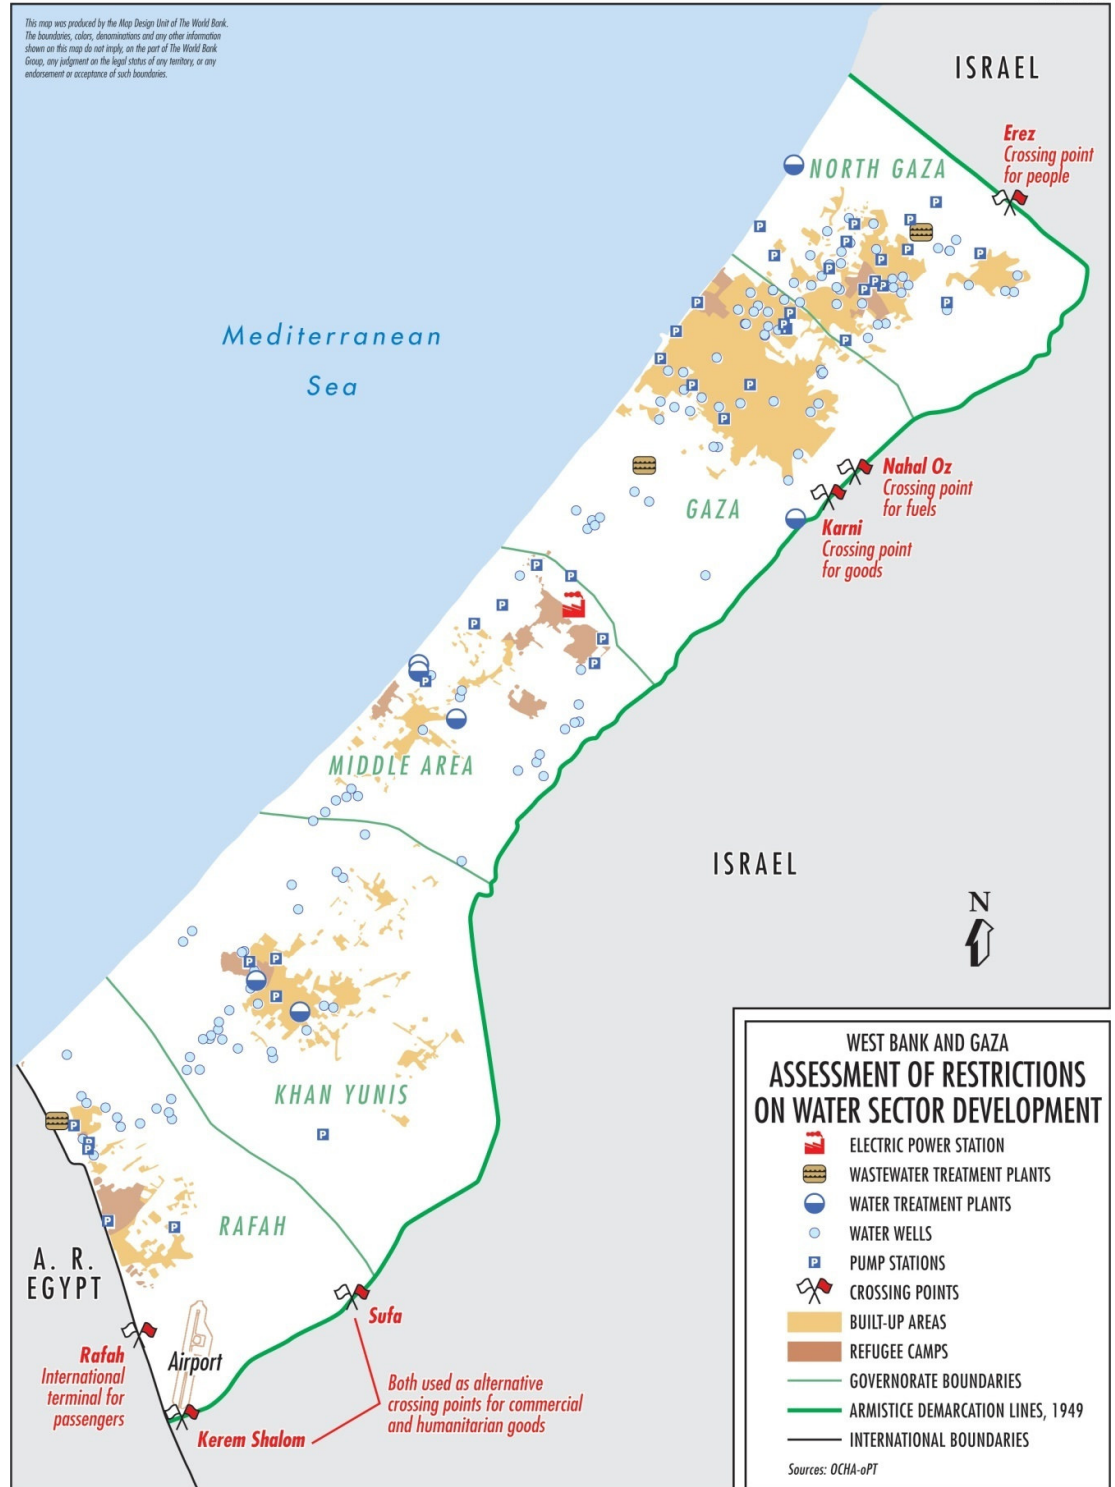 This map was produced by the Map Design Unit of The World Bank.
The boundaries, colors, denominations and any other information
shown on this map do not imply, on the part of The World Bank
Group, any judgment on the legal status of any territory, or any
endorsement or acceptance of such boundaries.
ISRAEL
Erez
Crossing point
for people
NORTH GAZA
Mediterranean
Sea
Nahal Oz
Crossing point
for fuels
GAZA
Karni
Crossing point
for goods
MIDDLE AREA
ISRAEL
N
KHAN YUNIS
RAFAH
A. R.
EGYPT
Sufa
Rafah
International
terminal for
passengers
Airport
Both used as alternative
crossing points for commercial
and humanitarian goods
Kerem Shalom
WEST BANK AND GAZA
ASSESSMENT OF RESTRICTIONS
ON WATER SECTOR DEVELOPMENT
ELECTRIC POWER STATION
WASTEWATER TREATMENT PLANTS
WATER TREATMENT PLANTS
WATER WELLS
P PUMP STATIONS
CROSSING POINTS
BUILT-UP AREAS
REFUGEE CAMPS
GOVERNORATE BOUNDARIES
ARMISTICE DEMARCATION LINES, 1949
INTERNATIONAL BOUNDARIES
Sources: OCHA-oPT